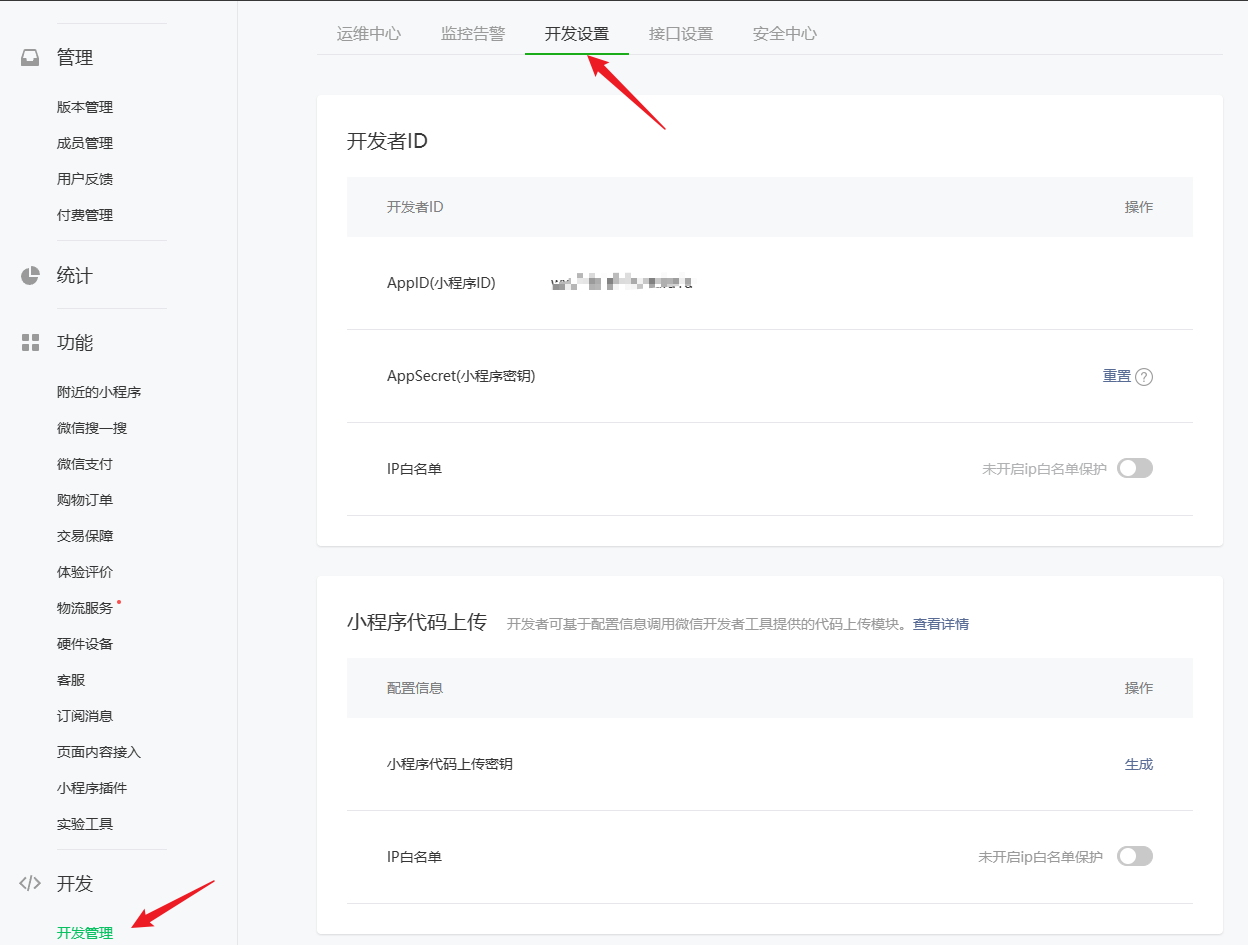 管理
版本管理
成员管理
用户反馈
付费管理
统计
功能
附近的小程序
微信搜一搜
微信支付
购物订单
交易保障
体验评价
物流服务
硬件设备
客服
订阅消息
页面内容接入
小程序插件
实验工具
开发
开发管理
运维中心 监控告警 开发设置 接口设置 安全中心
开发者ID
开发者ID 操作
AppID(小程序ID)
AppSecret(小程序密钥) 重置 ?
IP白名单 未开启ip白名单保护
小程序代码上传 开发者可基于配置信息调用微信开发者工具提供的代码上传模块。查看详情
配置信息 操作
小程序代码上传密钥 生成
IP白名单 未开启ip白名单保护